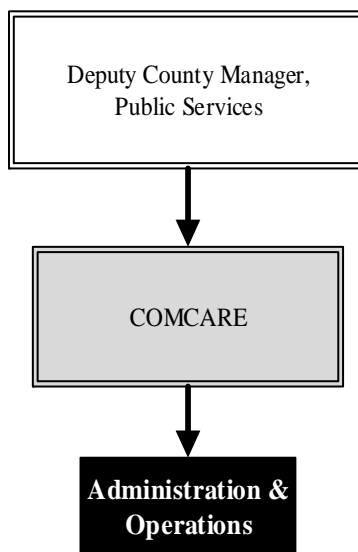 Deputy County Manager,
Public Services
COMCARE
Administration &
Operations